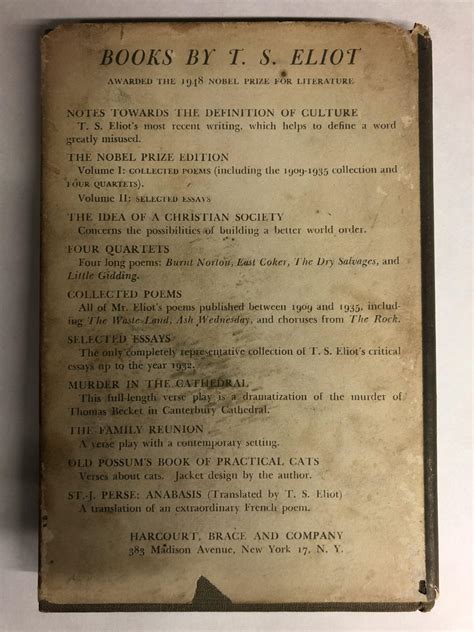 BOOKS BY T. S. ELIOT
AWARDED THE 1948 NOBEL PRIZE FOR LITERATURE
NOTES TOWARDS THE DEFINITION OF CULTURE
T. S. Eliot's most recent writing, which helps to define a word
greatly misused.
THE NOBEL PRIZE EDITION
Volume I: COLLECTED POEMS (including the 1909-1935 collection and
FOUR QUARTETS).
Volume II: SELECTED ESSAYS
THE IDEA OF A CHRISTIAN SOCIETY
Concerns the possibilities of building a better world order.
FOUR QUARTETS
Four long poems: Burnt Norton, East Coker, The Dry Salvages, and
Little Gidding.
COLLECTED POEMS
All of Mr. Eliot's poems published between 1909 and 1935, includ-
ing The Waste Land, Ash Wednesday, and choruses from The Rock.
SELECTED ESSAYS
The only completely representative collection of T. S. Eliot's critical
essays up to the year 1932.
MURDER IN THE CATHEDRAL
This full-length verse play is a dramatization of the murder of
Thomas Becket in Canterbury Cathedral.
THE FAMILY REUNION
A verse play with a contemporary setting.
OLD POSSUM'S BOOK OF PRACTICAL CATS
Verses about cats. Jacket design by the author.
ST.-J. PERSE: ANABASIS (Translated by T. S. Eliot)
A translation of an extraordinary French poem.
HARCOURT, BRACE AND COMPANY
383 Madison Avenue, New York 17, N. Y.